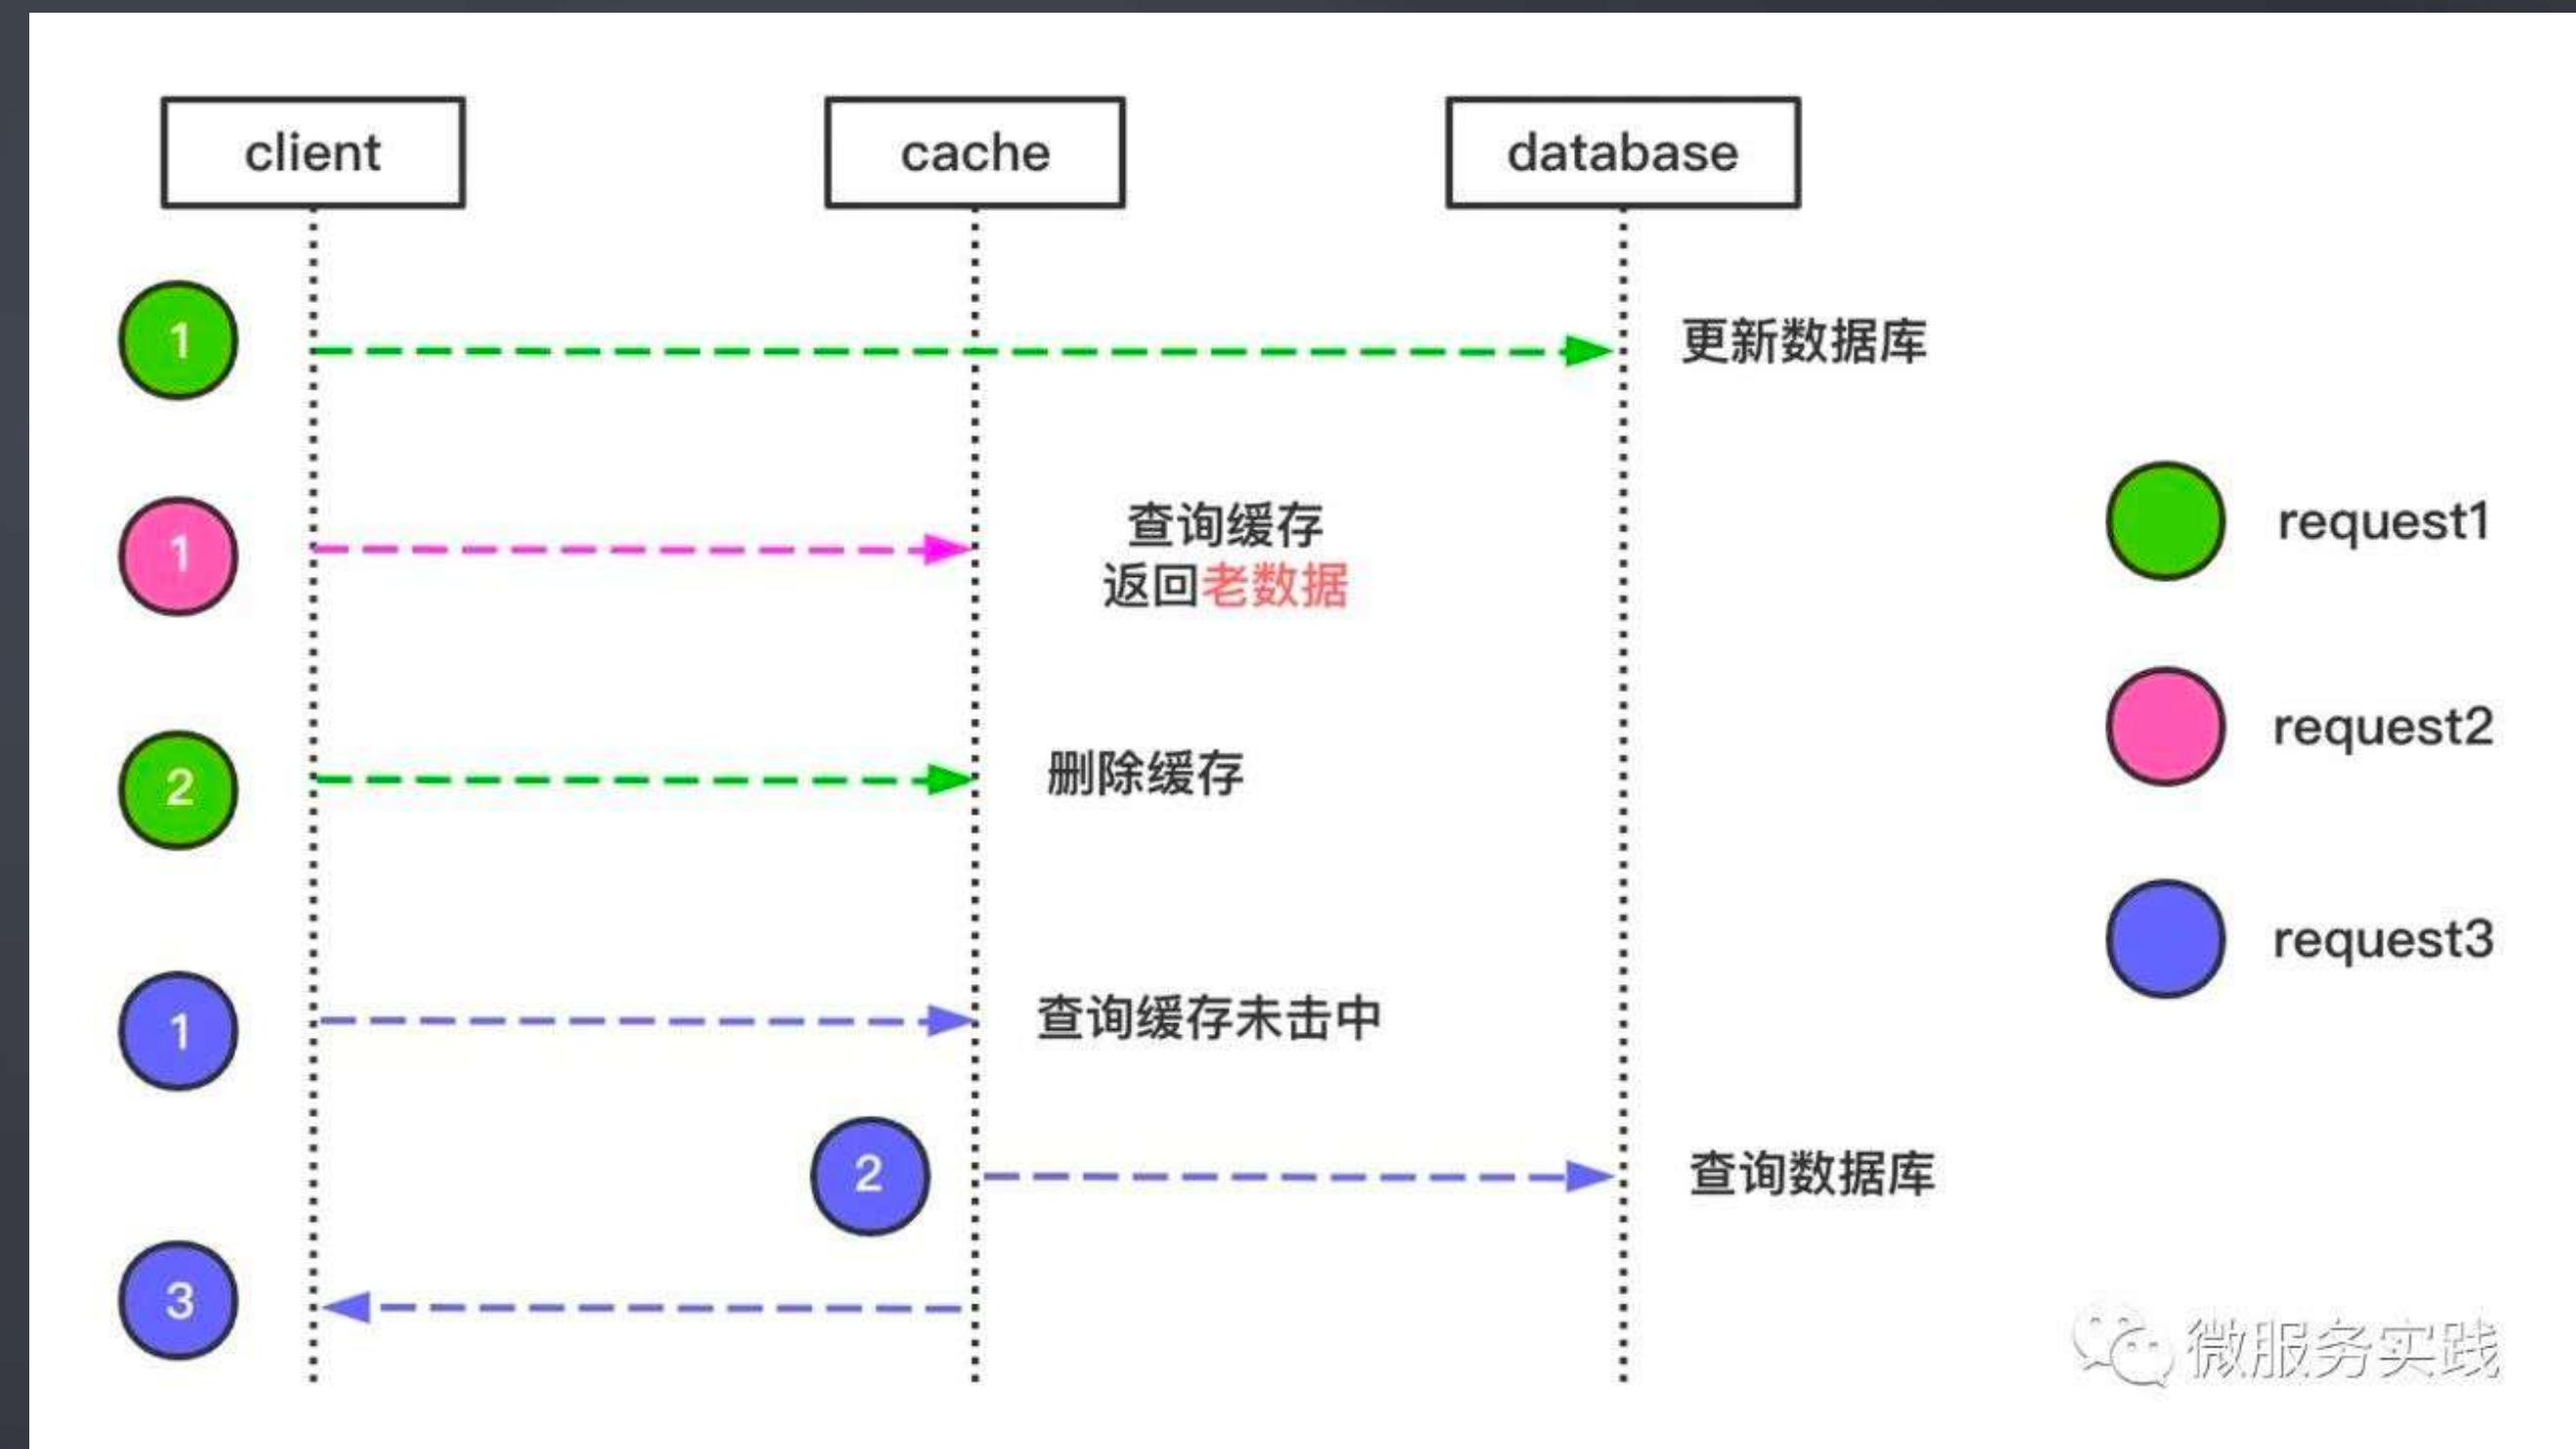 client
cache
database
1
更新数据库
1
查询缓存
返回老数据
request1
request2
2
删除缓存
request3
1
查询缓存未击中
2
查询数据库
3
微服务实践